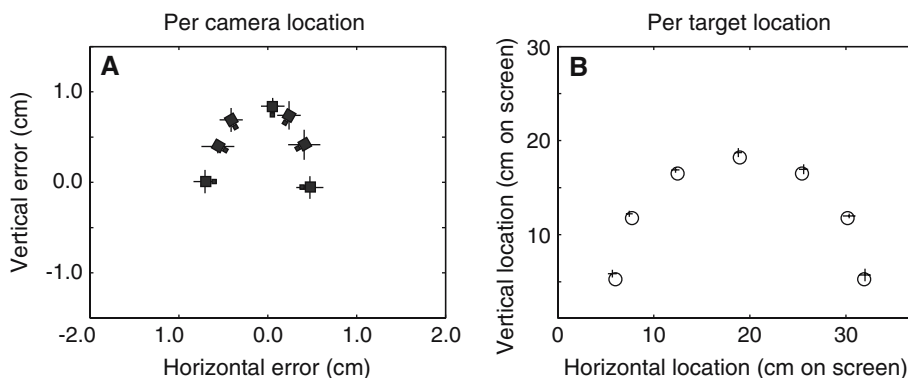 Per camera location
A
Vertical error (cm)
1.0
0.0
-1.0
-2.0 1.0 0.0 1.0 2.0
Horizontal error (cm)
Per target location
B
Vertical location (cm on screen)
30
20
10
0 10 20 30
Horizontal location (cm on screen)